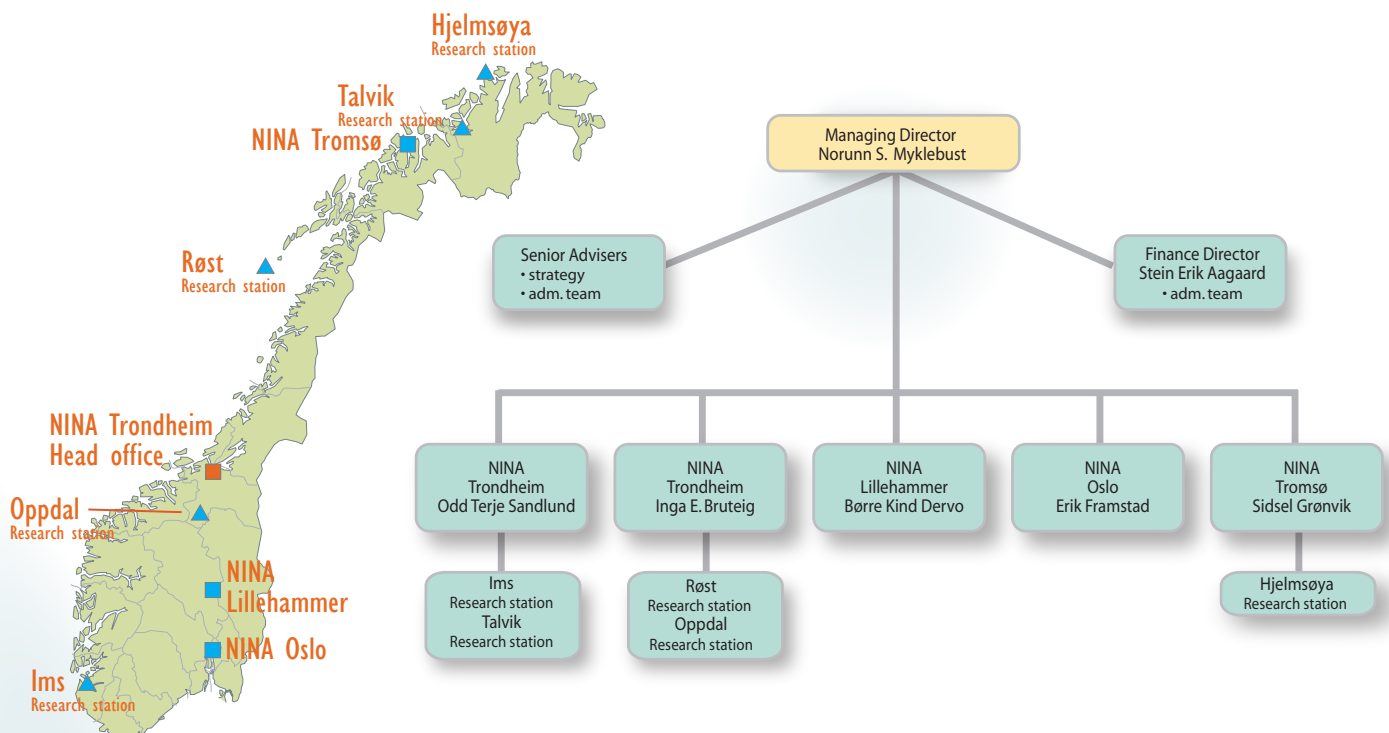 Hjelmsøya
Research station
Talvik
Research station
NINA Tromsø
Røst
Research station
NINA Trondheim
Head office
Oppdal
Research station
NINA
Lillehammer
NINA Oslo
Ims
Research station
Managing Director
Norunn S. Myklebust
Senior Advisers
• strategy
• adm. team
Finance Director
Stein Erik Aagaard
• adm. team
NINA
Trondheim
Odd Terje Sandlund
NINA
Trondheim
Inga E. Bruteig
NINA
Lillehammer
Børre Kind Dervo
NINA
Oslo
Erik Framstad
NINA
Tromsø
Sidsel Grønvik
Ims
Research station
Talvik
Research station
Røst
Research station
Oppdal
Research station
Hjelmsøya
Research station